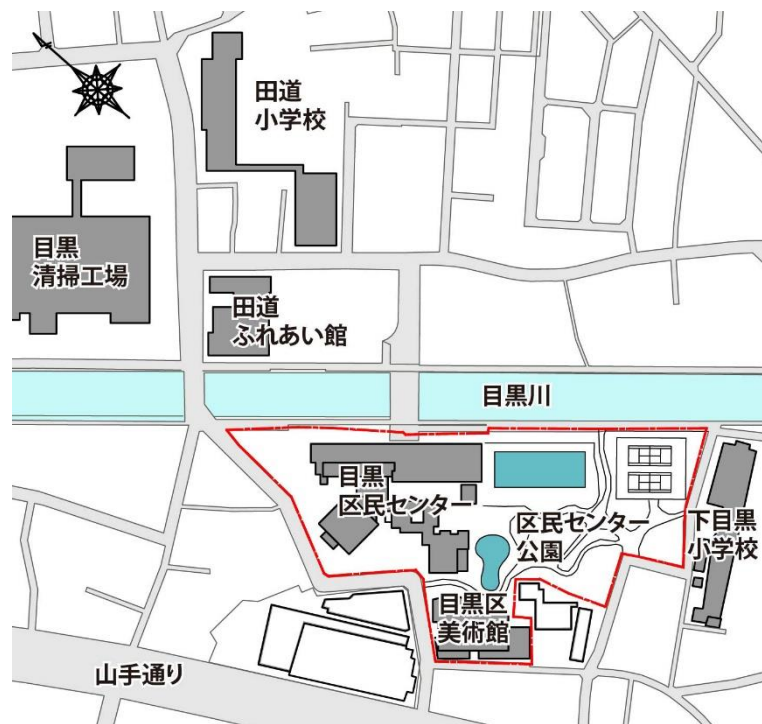 田道
小学校
目黒
清掃工場
田道
ふれあい館
目黒川
目黒
区民センター
区民センター
公園
下目黒
小学校
目黒区
美術館
山手通り